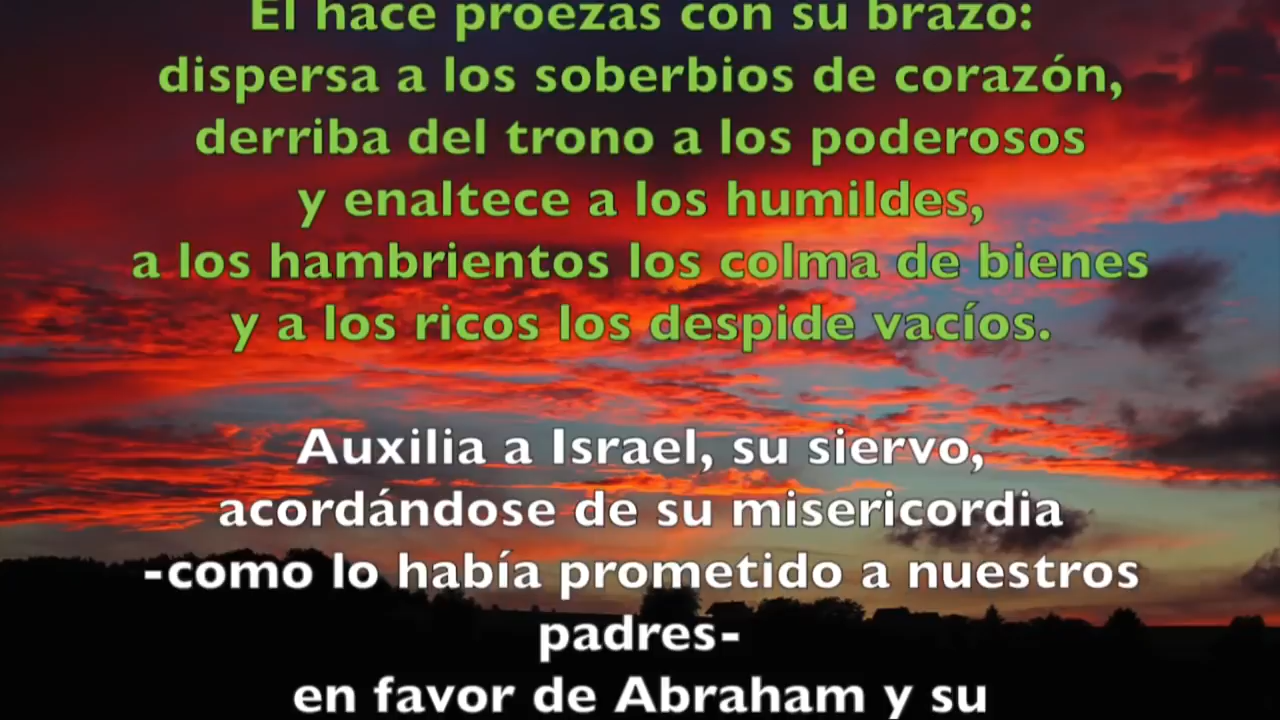 El hace proezas con su brazo:
dispersa a los soberbios de corazón,
derriba del trono a los poderosos
y enaltece a los humildes,
a los hambrientos los colma de bienes
y a los ricos los despide vacíos.
Auxilia a Israel, su siervo,
acordándose de su misericordia
-como lo había prometido a nuestros
padres-
en favor de Abraham y su